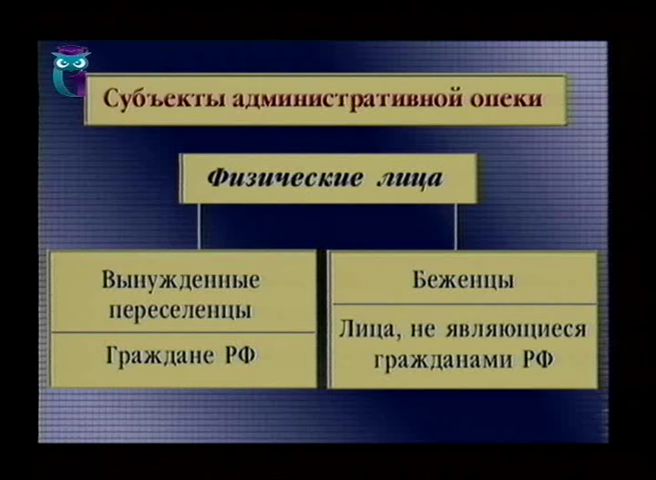 Субъекты административной опеки
Физические лица
Вынужденные
переселенцы
Граждане РФ
Беженцы
Лица, не являющиеся
гражданами РФ